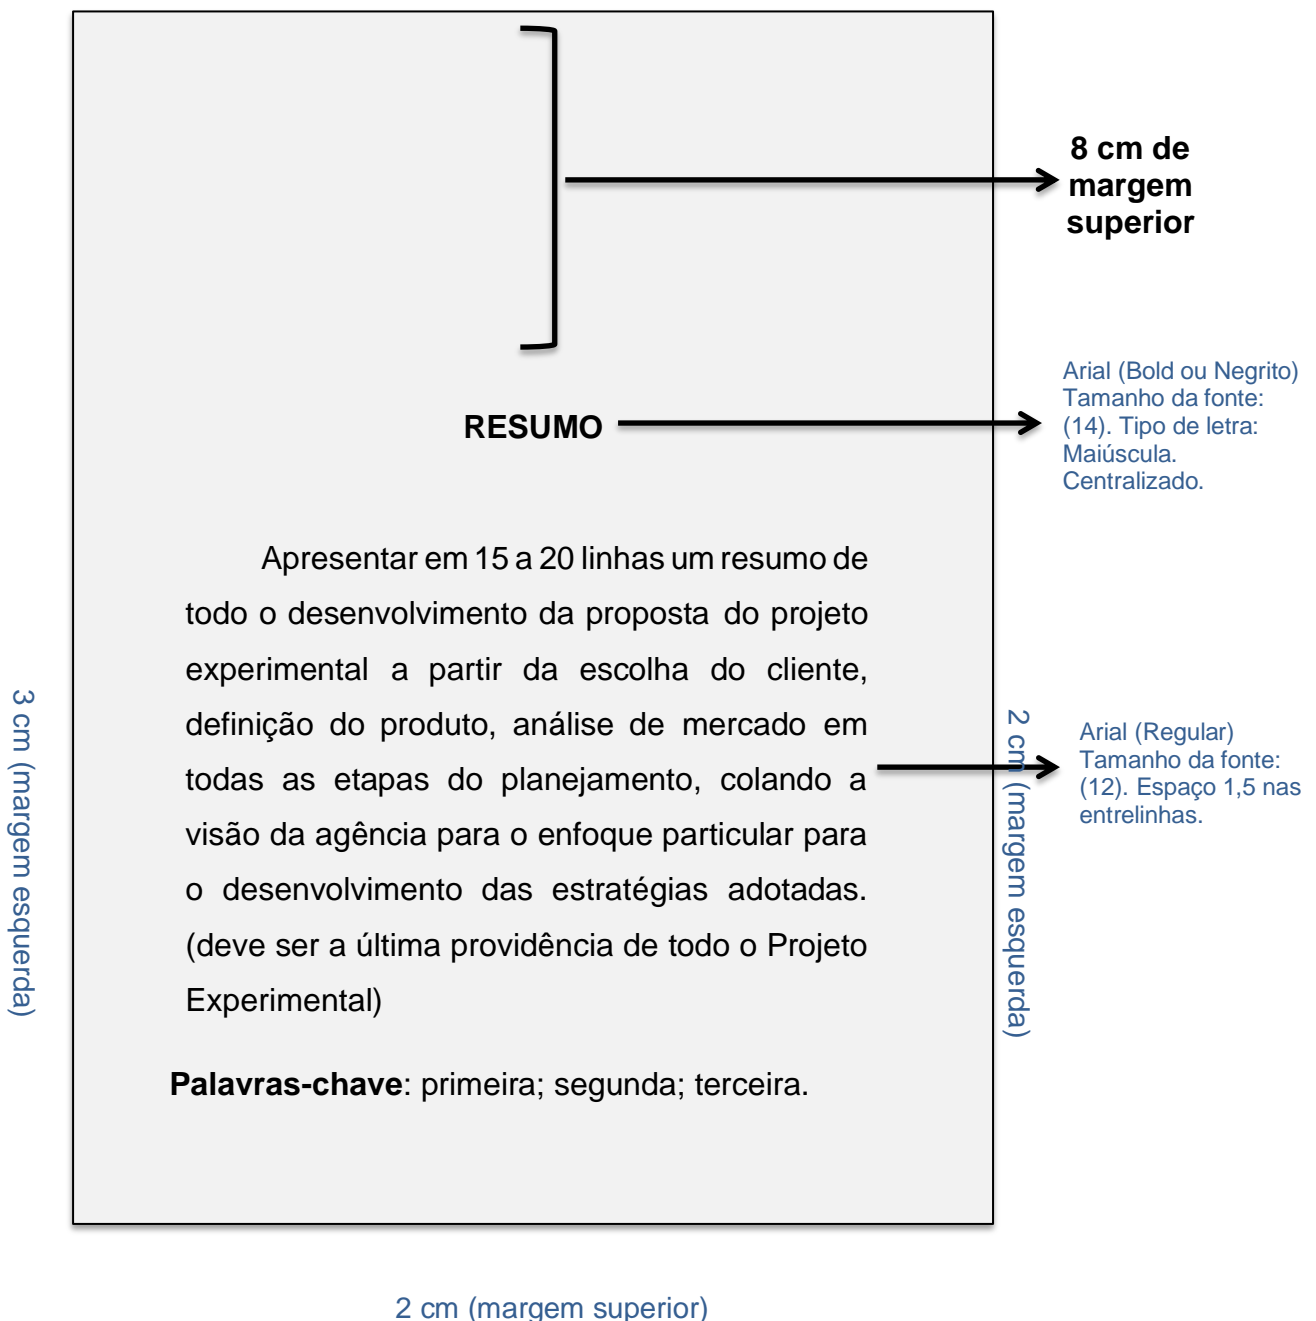 8 cm de
margem
superior
RESUMO
Arial (Bold ou Negrito)
Tamanho da fonte:
(14). Tipo de letra:
Maiúscula.
Centralizado.
Apresentar em 15 a 20 linhas um resumo de
todo o desenvolvimento da proposta do projeto
experimental a partir da escolha do cliente,
definição do produto, análise de mercado em
todas as etapas do planejamento, colando a
visão da agência para o enfoque particular para
o desenvolvimento das estratégias adotadas.
(deve ser a última providência de todo o Projeto
Experimental)
Palavras-chave: primeira; segunda; terceira.
3 cm (margem esquerda)
2 cm (margem esquerda)
Arial (Regular)
Tamanho da fonte:
(12). Espaço 1,5 nas
entrelinhas.
2 cm (margem superior)